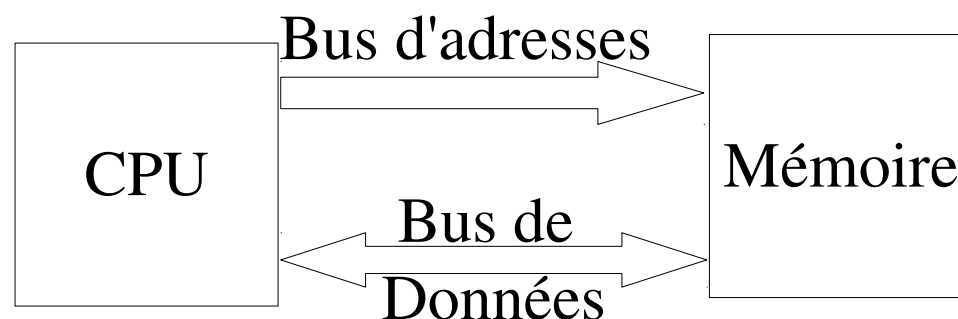 Bus d'adresses
CPU
Mémoire
Bus de
Données